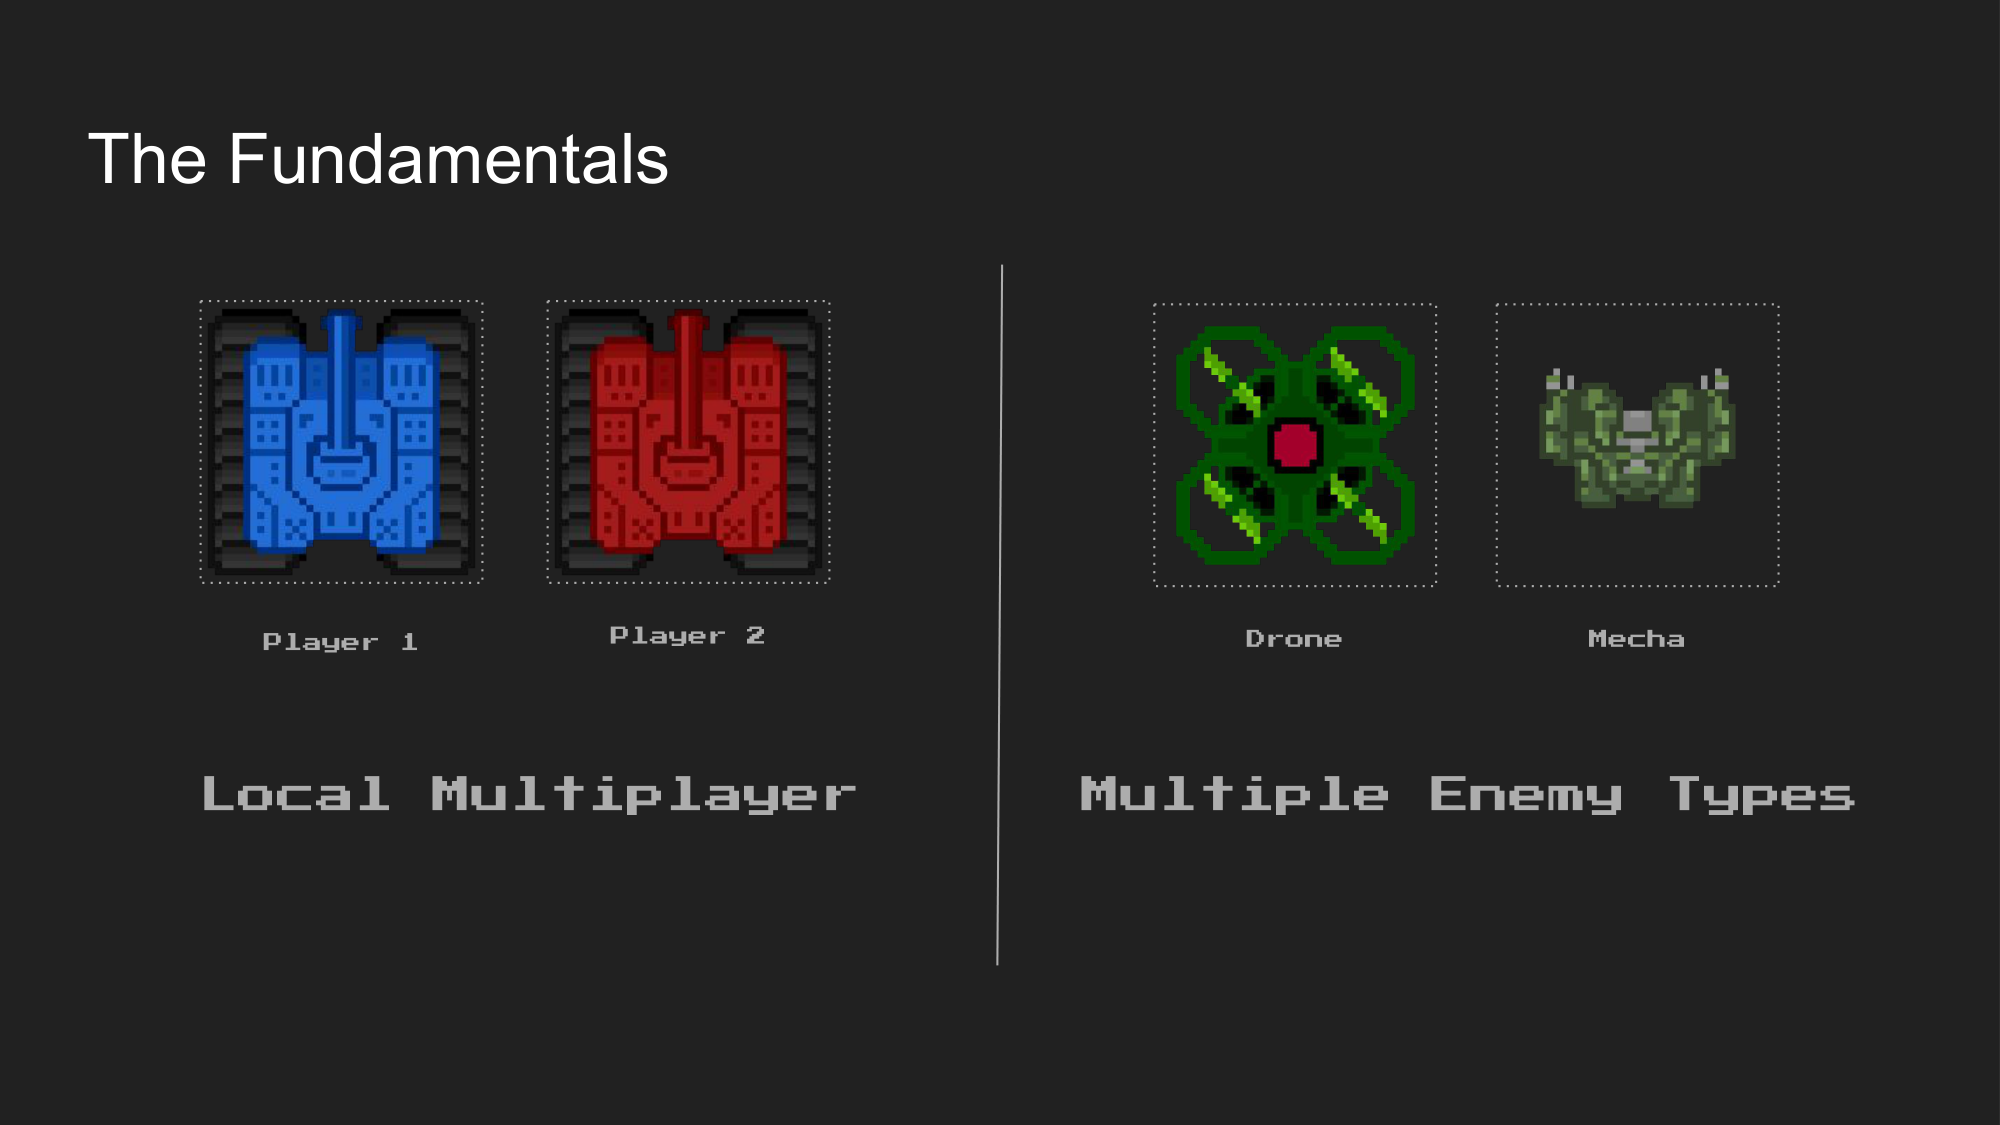 The Fundamentals
Player 1
Player 2
Drone
Mecha
Local Multiplayer
Multiple Enemy Types